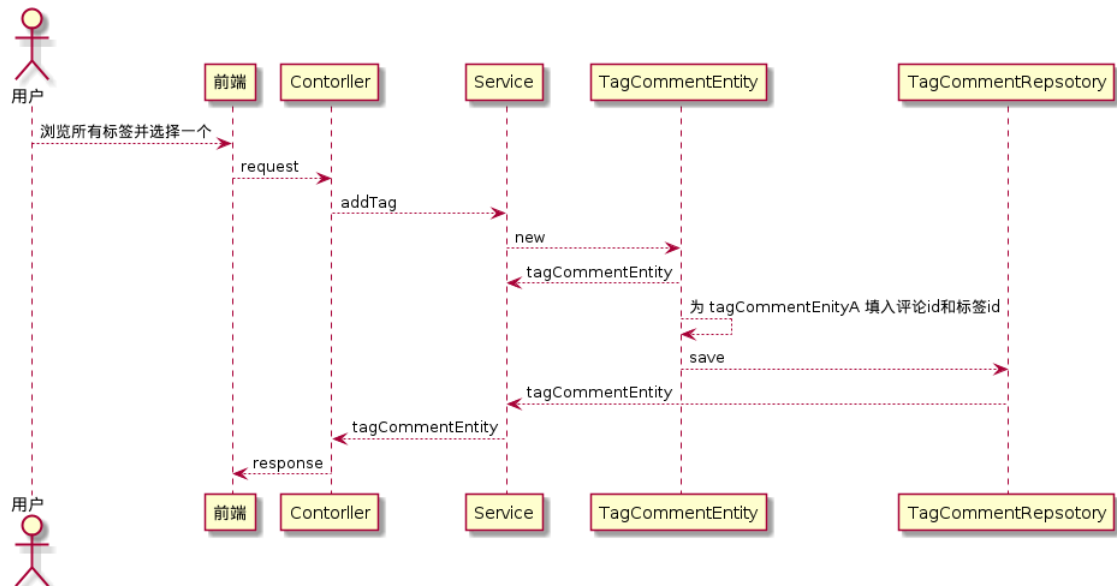 用户
前端
Contorller
Service
TagCommentEntity
TagCommentRepsotory
浏览所有标签并选择一个
request
addTag
new
tagCommentEntity
为 tagCommentEnityA 填入评论id和标签id
save
tagCommentEntity
tagCommentEntity
response
用户
前端
Contorller
Service
TagCommentEntity
TagCommentRepsotory